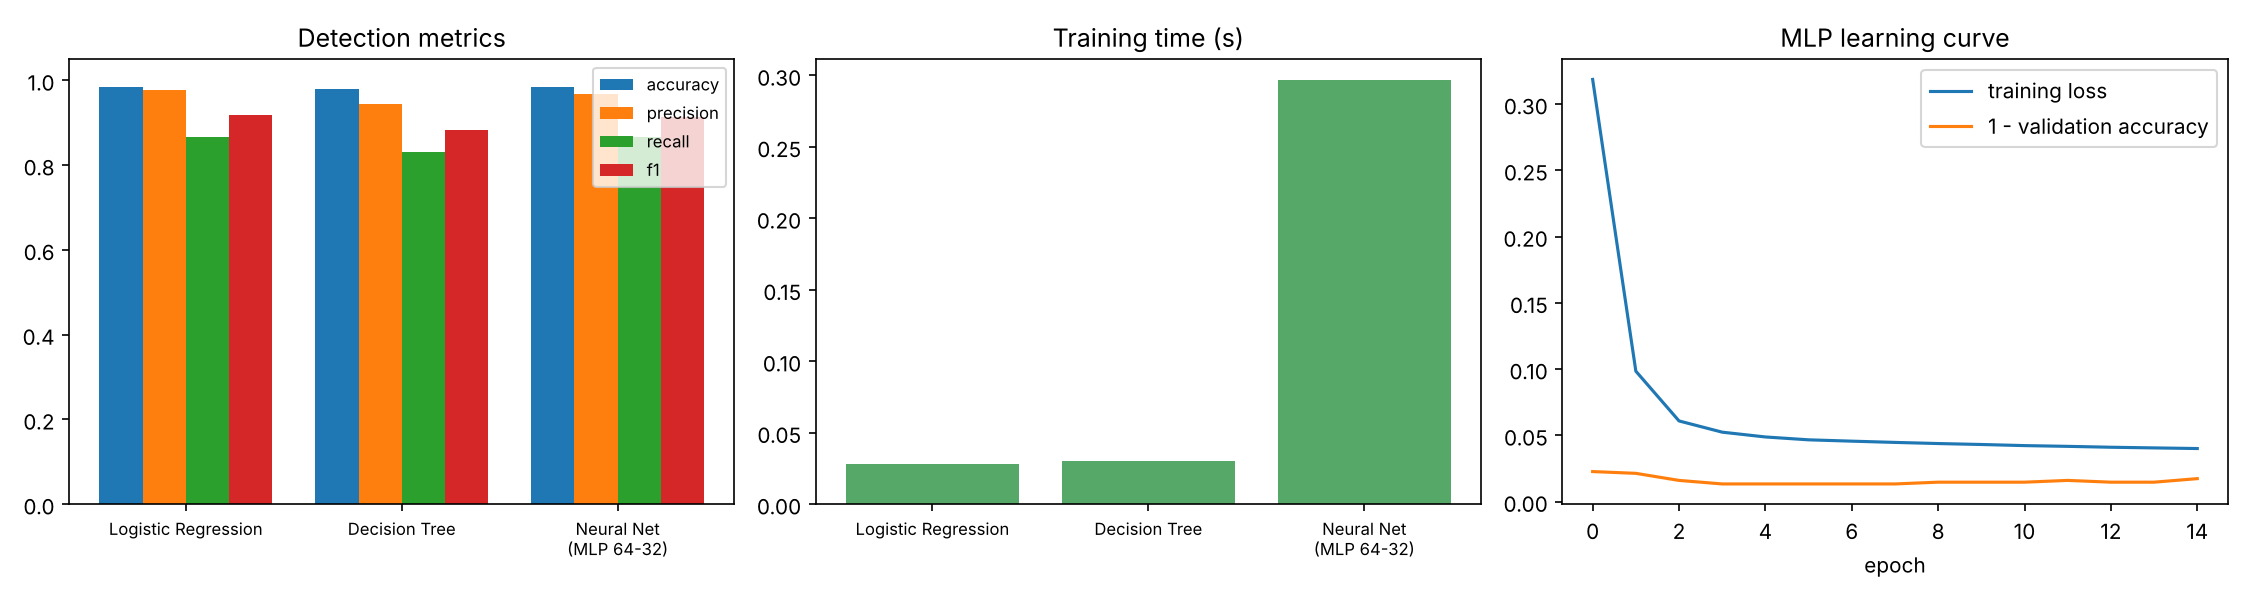 Detection metrics
1.0
0.8
0.6
0.4
0.2
0.0
accuracy
precision
recall
f1
Logistic Regression
Decision Tree
Neural Net
(MLP 64-32)
Training time (s)
0.30
0.25
0.20
0.15
0.10
0.05
0.00
Logistic Regression
Decision Tree
Neural Net
(MLP 64-32)
MLP learning curve
0.30
0.25
0.20
0.15
0.10
0.05
0.00
training loss
1 - validation accuracy
0 2 4 6 8 10 12 14
epoch